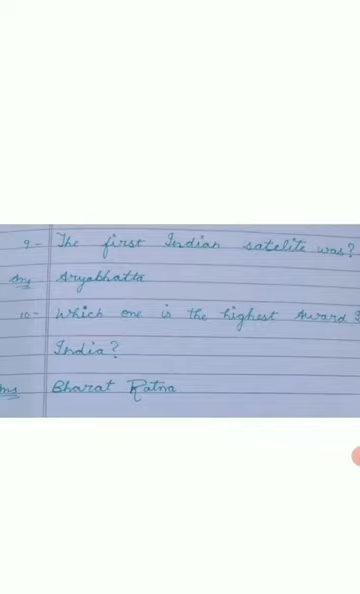 9- The first Indian satelite was?
Ans Aryabhatta
10- Which one is the highest Award
India?
Ans Bharat Ratna